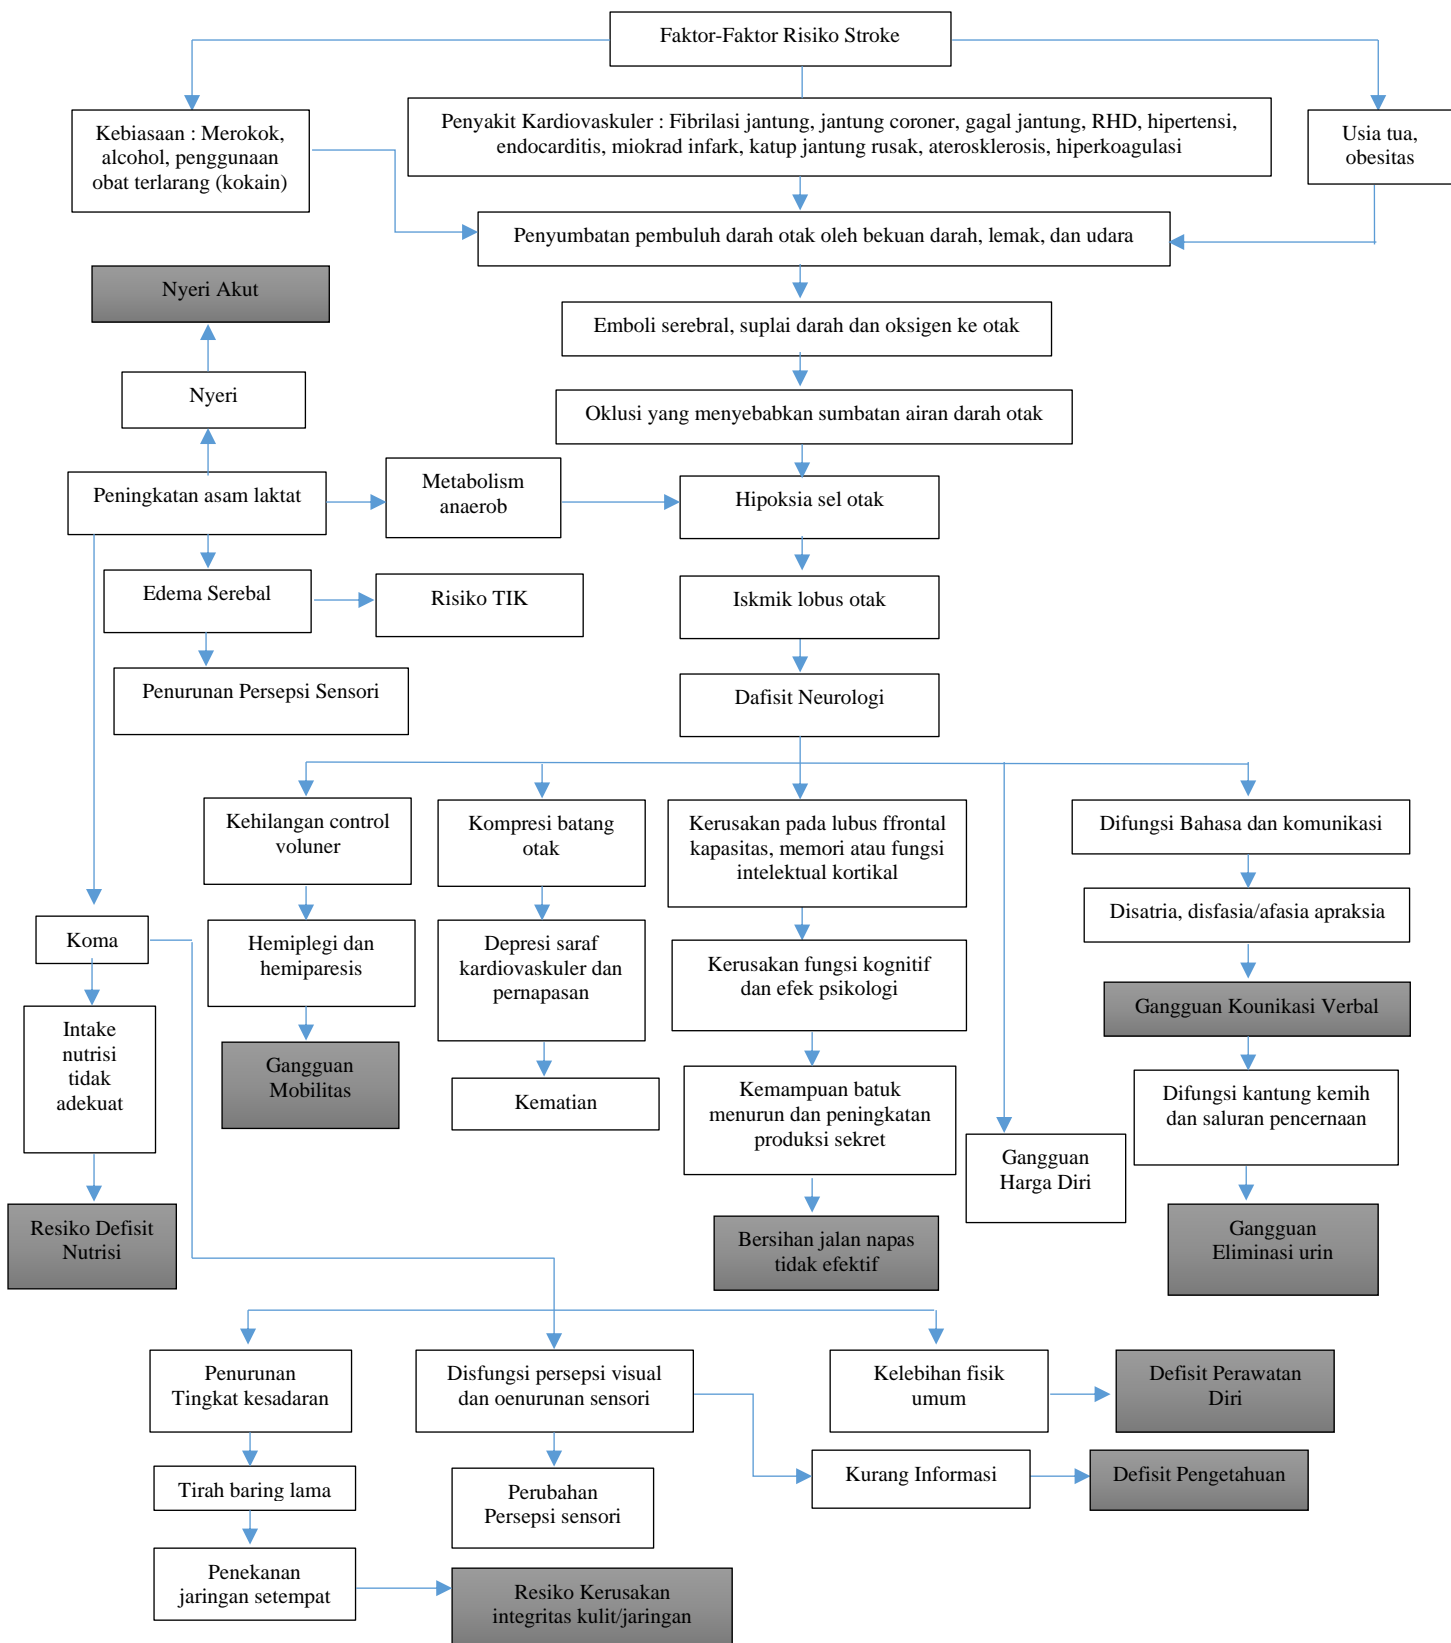 Faktor-Faktor Risiko Stroke
Kebiasaan : Merokok,
alcohol, penggunaan
obat terlarang (kokain)
Penyakit Kardiovaskuler : Fibrilasi jantung, jantung coroner, gagal jantung, RHD, hipertensi,
endocarditis, miokrad infark, katup jantung rusak, aterosklerosis, hiperkoagulasi
Usia tua,
obesitas
Penyumbatan pembuluh darah otak oleh bekuan darah, lemak, dan udara
Nyeri Akut
Emboli serebral, suplai darah dan oksigen ke otak
Nyeri
Oklusi yang menyebabkan sumbatan airan darah otak
Peningkatan asam laktat
Metabolism
anaerob
Hipoksia sel otak
Edema Serebal
Risiko TIK
Iskmik lobus otak
Penurunan Persepsi Sensori
Dafisit Neurologi
Kehilangan control
voluner
Kompresi batang
otak
Kerusakan pada lubus ffrontal
kapasitas, memori atau fungsi
intelektual kortikal
Difungsi Bahasa dan komunikasi
Koma
Hemiplegi dan
hemiparesis
Depresi saraf
kardiovaskuler dan
pernapasan
Kerusakan fungsi kognitif
dan efek psikologi
Disatria, disfasia/afasia apraksia
Gangguan Kounikasi Verbal
Intake
nutrisi
tidak
adekuat
Gangguan
Mobilitas
Kematian
Kemampuan batuk
menurun dan peningkatan
produksi sekret
Difungsi kantung kemih
dan saluran pencernaan
Gangguan
Harga Diri
Resiko Defisit
Nutrisi
Bersihan jalan napas
tidak efektif
Gangguan
Eliminasi urin
Penurunan
Tingkat kesadaran
Disfungsi persepsi visual
dan oenurunan sensori
Kelebihan fisik
umum
Defisit Perawatan
Diri
Tirah baring lama
Perubahan
Persepsi sensori
Kurang Informasi
Defisit Pengetahuan
Penekanan
jaringan setempat
Resiko Kerusakan
integritas kulit/jaringan